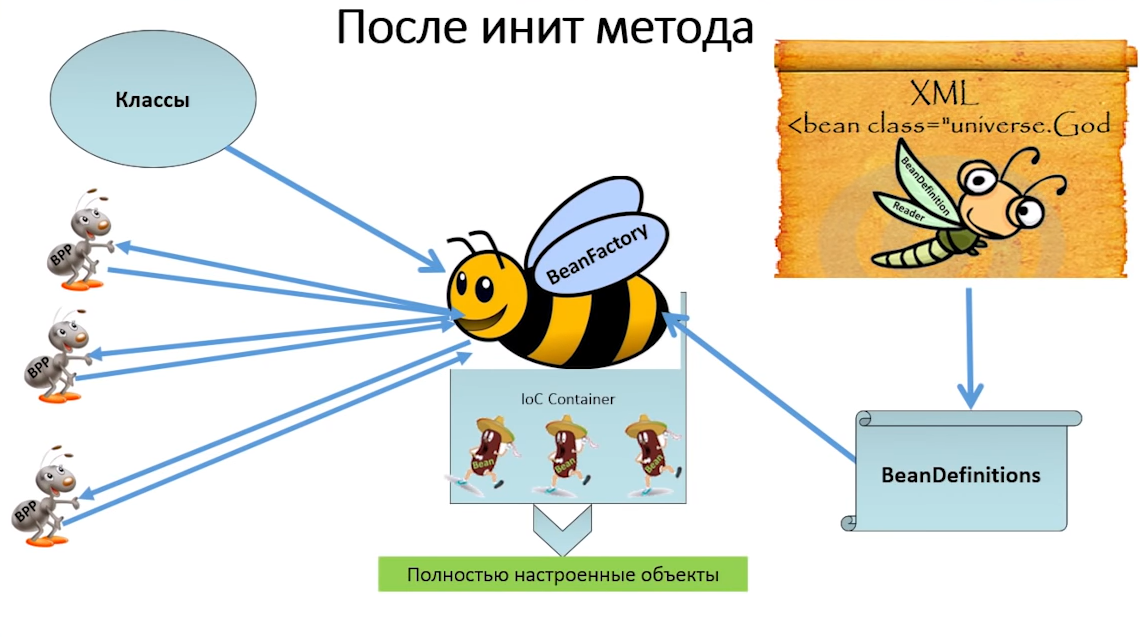 После инит метода
Классы
XML
<bean class="universe.God
BeanDefinition
Reader
BPP
BeanFactory
BPP
BPP
IoC Container
Bean
Bean
Bean
BeanDefinitions
Полностью настроенные объекты